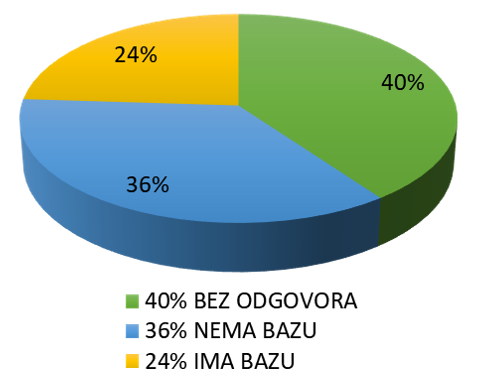 24%
40%
36%
40% BEZ ODGOVORA
36% NEMA BAZU
24% IMA BAZU